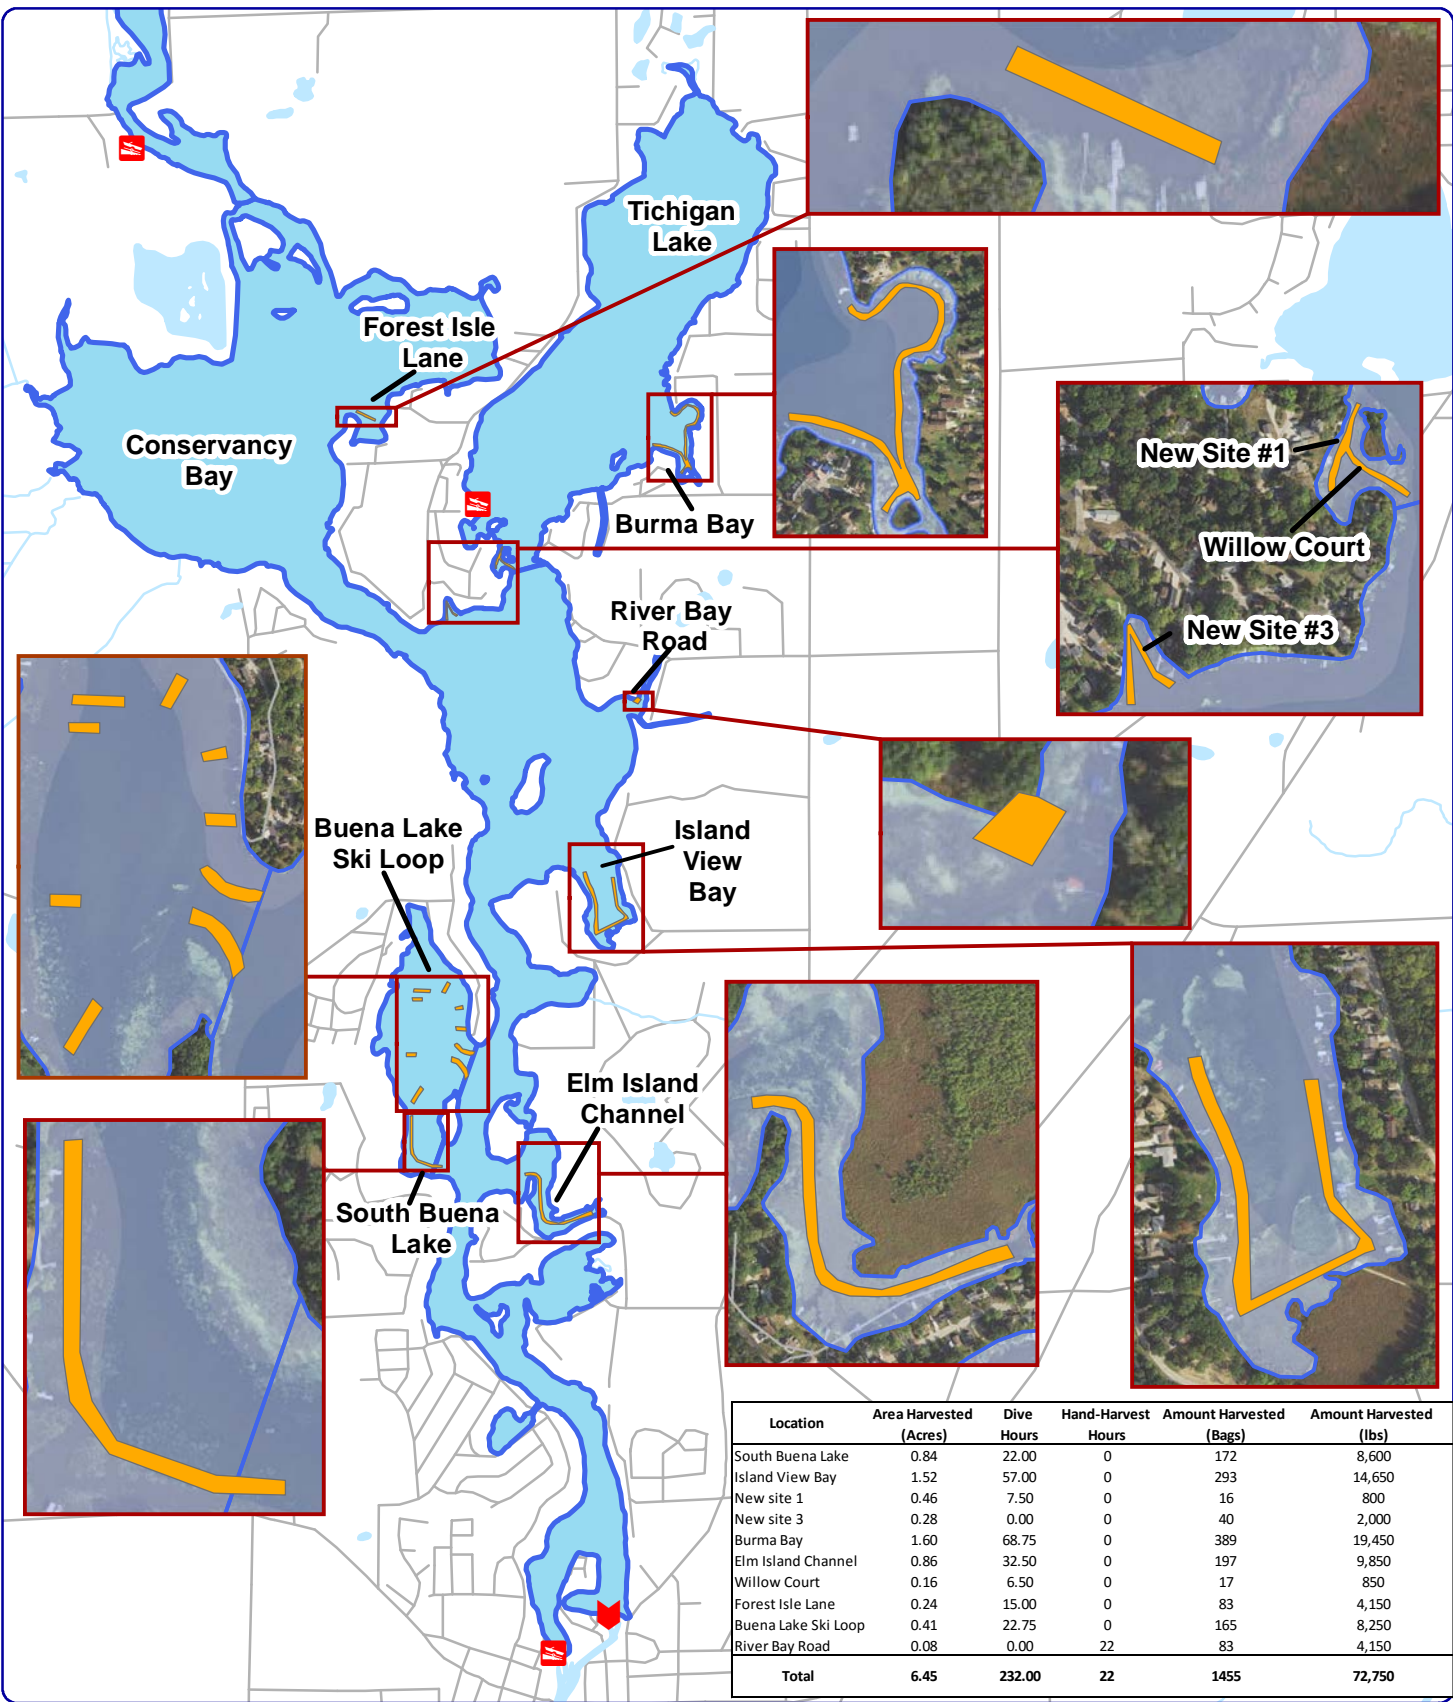 Tichigan
Lake
Forest Isle
Lane
Conservancy
Bay
Burma Bay
New Site #1
Willow Court
New Site #3
River Bay
Road
Buena Lake
Ski Loop
Island
View
Bay
Elm Island
Channel
South Buena
Lake
Location Area Harvested (Acres) Dive Hours Hand-Harvest Hours Amount Harvested (Bags) Amount Harvested (lbs)
South Buena Lake 0.84 22.00 0 172 8,600
Island View Bay 1.52 57.00 0 293 14,650
New site 1 0.46 7.50 0 16 800
New site 3 0.28 0.00 0 40 2,000
Burma Bay 1.60 68.75 0 389 19,450
Elm Island Channel 0.86 32.50 0 197 9,850
Willow Court 0.16 6.50 0 17 850
Forest Isle Lane 0.24 15.00 0 83 4,150
Buena Lake Ski Loop 0.41 22.75 0 165 8,250
River Bay Road 0.08 0.00 22 83 4,150
Total 6.45 232.00 22 1455 72,750